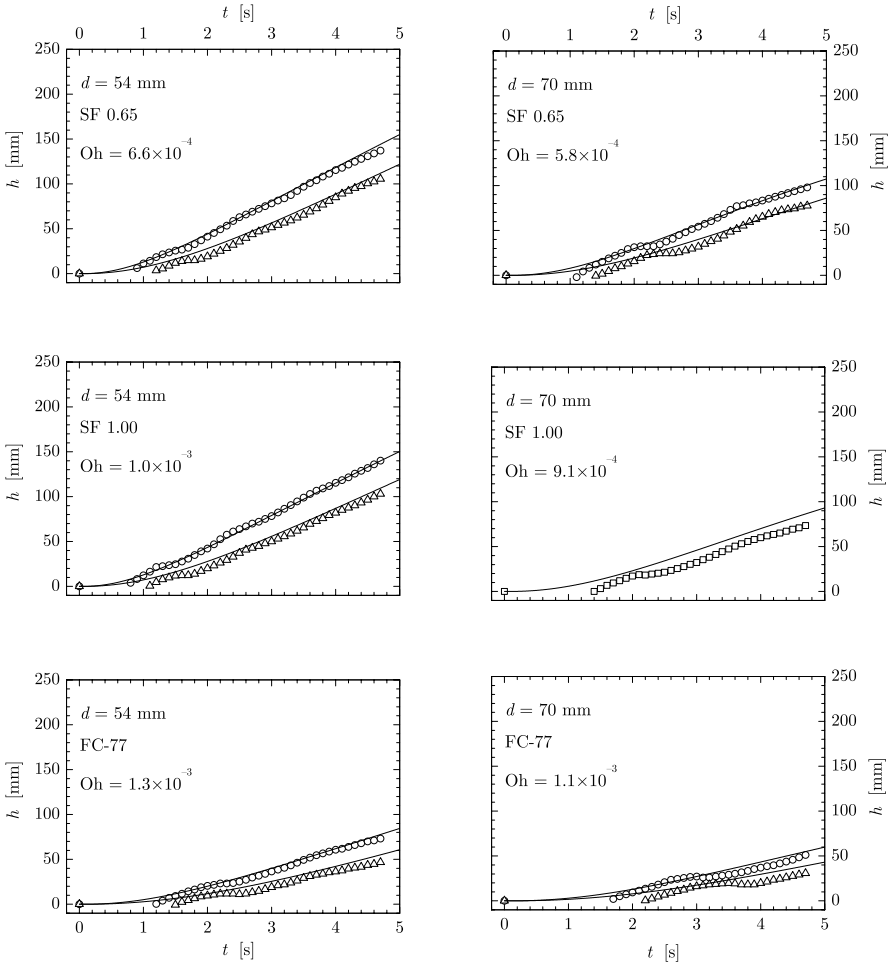 t [s]
0 1 2 3 4 5
250
200
150
100
50
0
h [mm]
d = 54 mm
SF 0.65
Oh = 6.6×10⁻⁴
t [s]
0 1 2 3 4 5
250
200
150
100
50
0
h [mm]
d = 70 mm
SF 0.65
Oh = 5.8×10⁻⁴
250
200
150
100
50
0
h [mm]
d = 54 mm
SF 1.00
Oh = 1.0×10⁻³
250
200
150
100
50
0
h [mm]
d = 70 mm
SF 1.00
Oh = 9.1×10⁻⁴
250
200
150
100
50
0
h [mm]
d = 54 mm
FC-77
Oh = 1.3×10⁻³
0 1 2 3 4 5
t [s]
250
200
150
100
50
0
h [mm]
d = 70 mm
FC-77
Oh = 1.1×10⁻³
0 1 2 3 4 5
t [s]